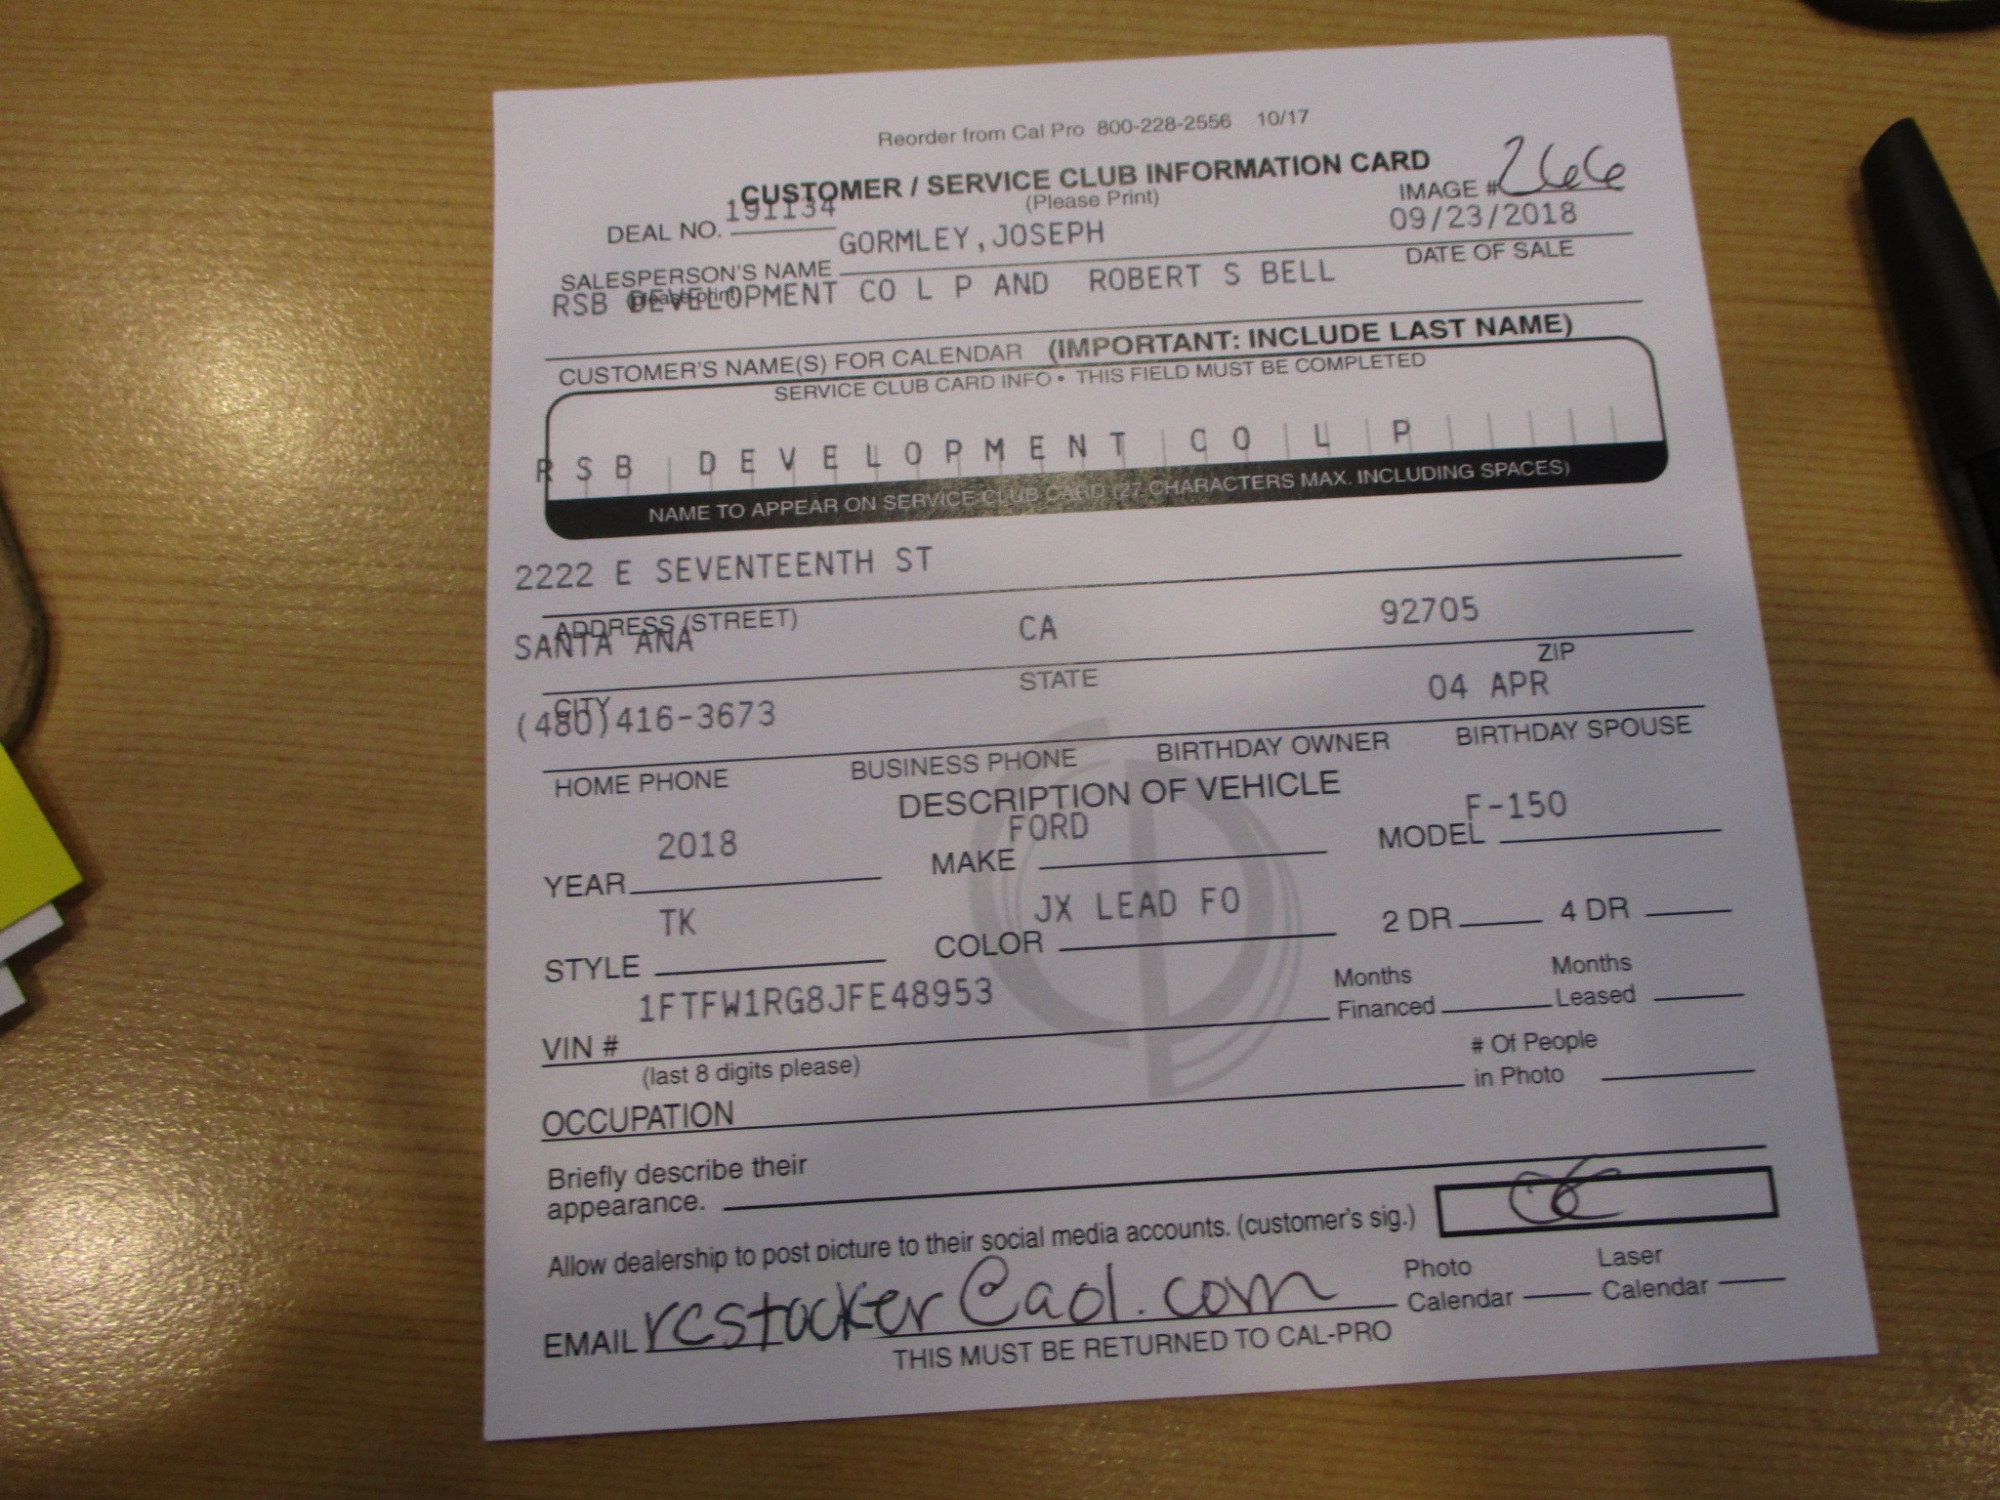 Reorder from Cal Pro 800-228-2556 10/17
CUSTOMER / SERVICE CLUB INFORMATION CARD
(Please Print)
IMAGE # 266
DEAL NO. 191134
09/23/2018
DATE OF SALE
SALESPERSON'S NAME GORMLEY,JOSEPH
(please print)
RSB DEVELOPMENT CO L P AND ROBERT S BELL
CUSTOMER'S NAME(S) FOR CALENDAR (IMPORTANT: INCLUDE LAST NAME)
SERVICE CLUB CARD INFO • THIS FIELD MUST BE COMPLETED
RSB DEVELOPMENT CO L P
NAME TO APPEAR ON SERVICE CLUB CARD (27 CHARACTERS MAX. INCLUDING SPACES)
2222 E SEVENTEENTH ST
ADDRESS (STREET)
SANTA ANA CA 92705
CITY STATE ZIP
(480)416-3673 04 APR
HOME PHONE BUSINESS PHONE BIRTHDAY OWNER BIRTHDAY SPOUSE
DESCRIPTION OF VEHICLE
YEAR 2018 MAKE FORD MODEL F-150
STYLE TK COLOR JX LEAD FO 2 DR 4 DR
VIN # 1FTFW1RG8JFE48953 Months Financed Months Leased
(last 8 digits please)
OCCUPATION # Of People in Photo
Briefly describe their
appearance.
Allow dealership to post picture to their social media accounts. (customer's sig.)
EMAIL rcstocker@aol.com Photo Calendar Laser Calendar
THIS MUST BE RETURNED TO CAL-PRO